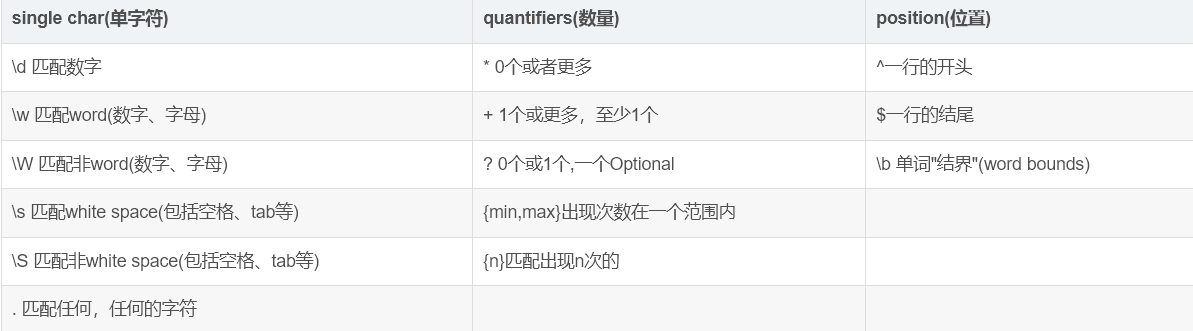 single char(单字符) quantifiers(数量) position(位置)
\d 匹配数字 * 0个或者更多 ^一行的开头
\w 匹配word(数字、字母) + 1个或更多，至少1个 $一行的结尾
\W 匹配非word(数字、字母) ? 0个或1个,一个Optional \b 单词"结界"(word bounds)
\s 匹配white space(包括空格、tab等) {min,max}出现次数在一个范围内
\S 匹配非white space(包括空格、tab等) {n}匹配出现n次的
. 匹配任何，任何的字符